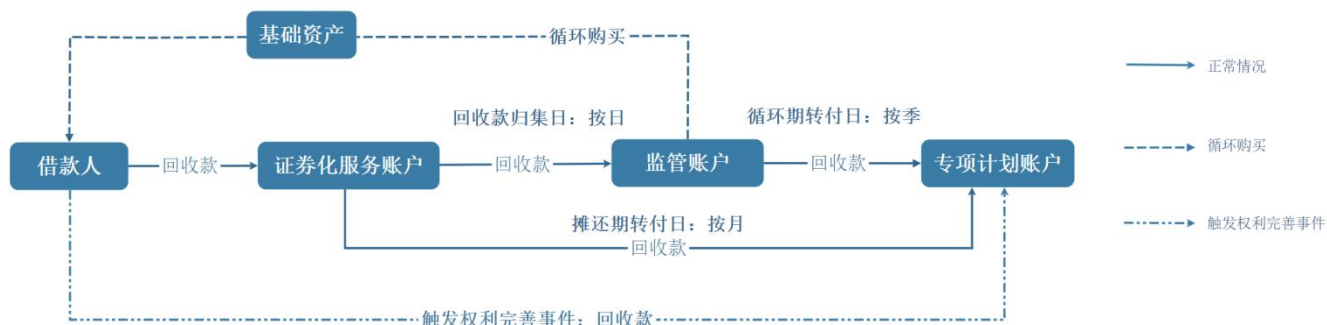 基础资产
循环购买
正常情况
回收款归集日：按日
循环期转付日：按季
借款人
回收款
证券化服务账户
回收款
监管账户
回收款
专项计划账户
循环购买
摊还期转付日：按月
回收款
触发权利完善事件
触发权利完善事件：回收款